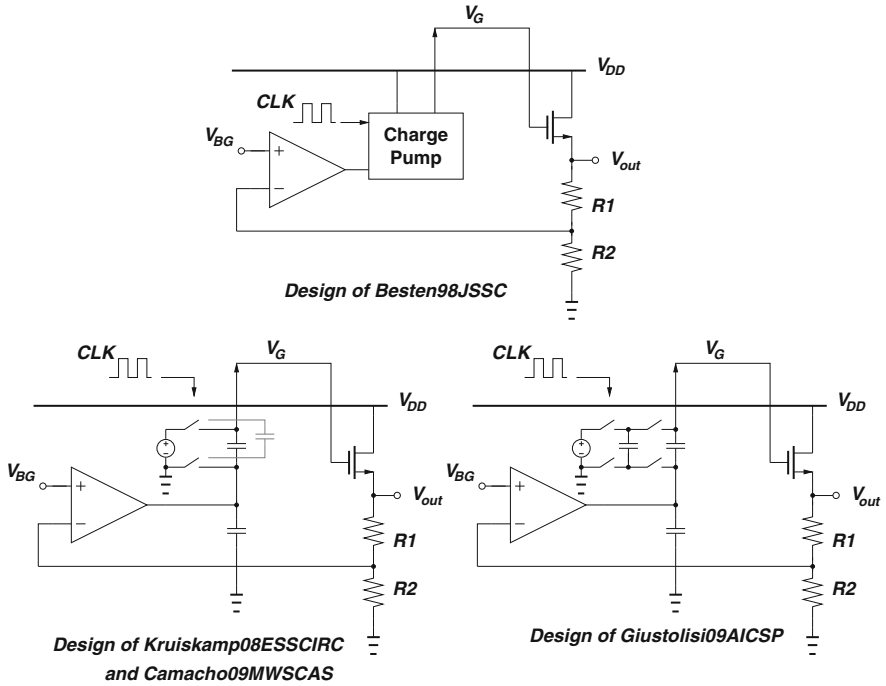 V_G
V_DD
CLK
V_BG
Charge
Pump
+
−
V_out
R1
R2
Design of Besten98JSSC
CLK
V_G
V_DD
+
−
V_BG
+
−
V_out
R1
R2
Design of Kruiskamp08ESSCIRC
and Camacho09MWSCAS
CLK
V_G
V_DD
+
−
V_BG
+
−
V_out
R1
R2
Design of Giustolisi09AICSP